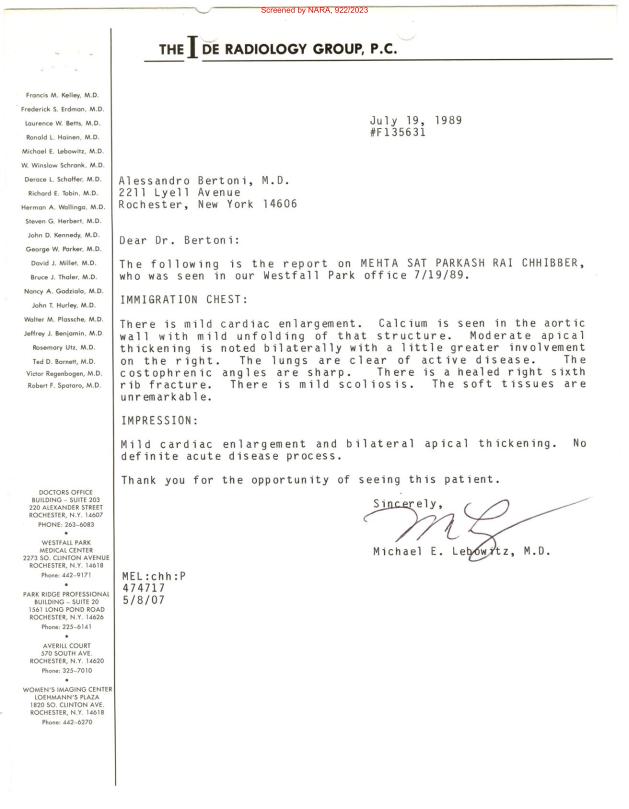 Screened by NARA, 922/2023
THE IDE RADIOLOGY GROUP, P.C.
Francis M. Kelley, M.D.
Frederick S. Erdman, M.D.
Laurence W. Betts, M.D.
Ronald L. Hainen, M.D.
Michael E. Lebowitz, M.D.
W. Winslow Schrank, M.D.
Derace L. Schaffer, M.D.
Richard E. Tobin, M.D.
Herman A. Wallinga, M.D.
Steven G. Herbert, M.D.
John D. Kennedy, M.D.
George W. Parker, M.D.
David J. Millet, M.D.
Bruce J. Thaler, M.D.
Nancy A. Gadziala, M.D.
John T. Hurley, M.D.
Walter M. Plassche, M.D.
Jeffrey J. Benjamin, M.D
Rosemary Utz, M.D.
Ted D. Barnett, M.D.
Victor Regenbogen, M.D.
Robert F. Spataro, M.D.
DOCTORS OFFICE
BUILDING – SUITE 203
220 ALEXANDER STREET
ROCHESTER, N.Y. 14607
PHONE: 263–6083
WESTFALL PARK
MEDICAL CENTER
2273 SO. CLINTON AVENUE
ROCHESTER, N.Y. 14618
Phone: 442–9171
PARK RIDGE PROFESSIONAL
BUILDING – SUITE 20
1561 LONG POND ROAD
ROCHESTER, N.Y. 14626
Phone: 225–6141
AVERILL COURT
570 SOUTH AVE.
ROCHESTER, N.Y. 14620
Phone: 325–7010
WOMEN'S IMAGING CENTER
LOEHMANN'S PLAZA
1820 SO. CLINTON AVE.
ROCHESTER, N.Y. 14618
Phone: 442–6270
July 19, 1989
#F135631
Alessandro Bertoni, M.D.
2211 Lyell Avenue
Rochester, New York 14606
Dear Dr. Bertoni:
The following is the report on MEHTA SAT PARKASH RAI CHHIBBER,
who was seen in our Westfall Park office 7/19/89.
IMMIGRATION CHEST:
There is mild cardiac enlargement. Calcium is seen in the aortic
wall with mild unfolding of that structure. Moderate apical
thickening is noted bilaterally with a little greater involvement
on the right. The lungs are clear of active disease. The
costophrenic angles are sharp. There is a healed right sixth
rib fracture. There is mild scoliosis. The soft tissues are
unremarkable.
IMPRESSION:
Mild cardiac enlargement and bilateral apical thickening. No
definite acute disease process.
Thank you for the opportunity of seeing this patient.
Sincerely,
Michael E. Lebowitz, M.D.
MEL:chh:P
474717
5/8/07